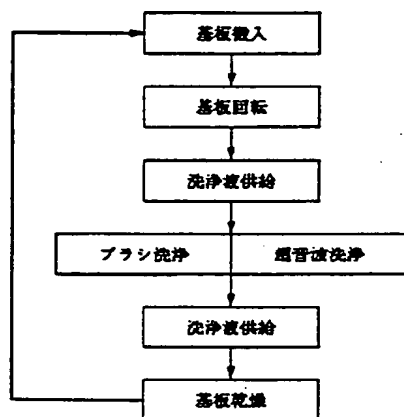 基板搬入
基板回転
洗浄液供給
ブラシ洗浄 超音波洗浄
洗浄液供給
基板乾燥